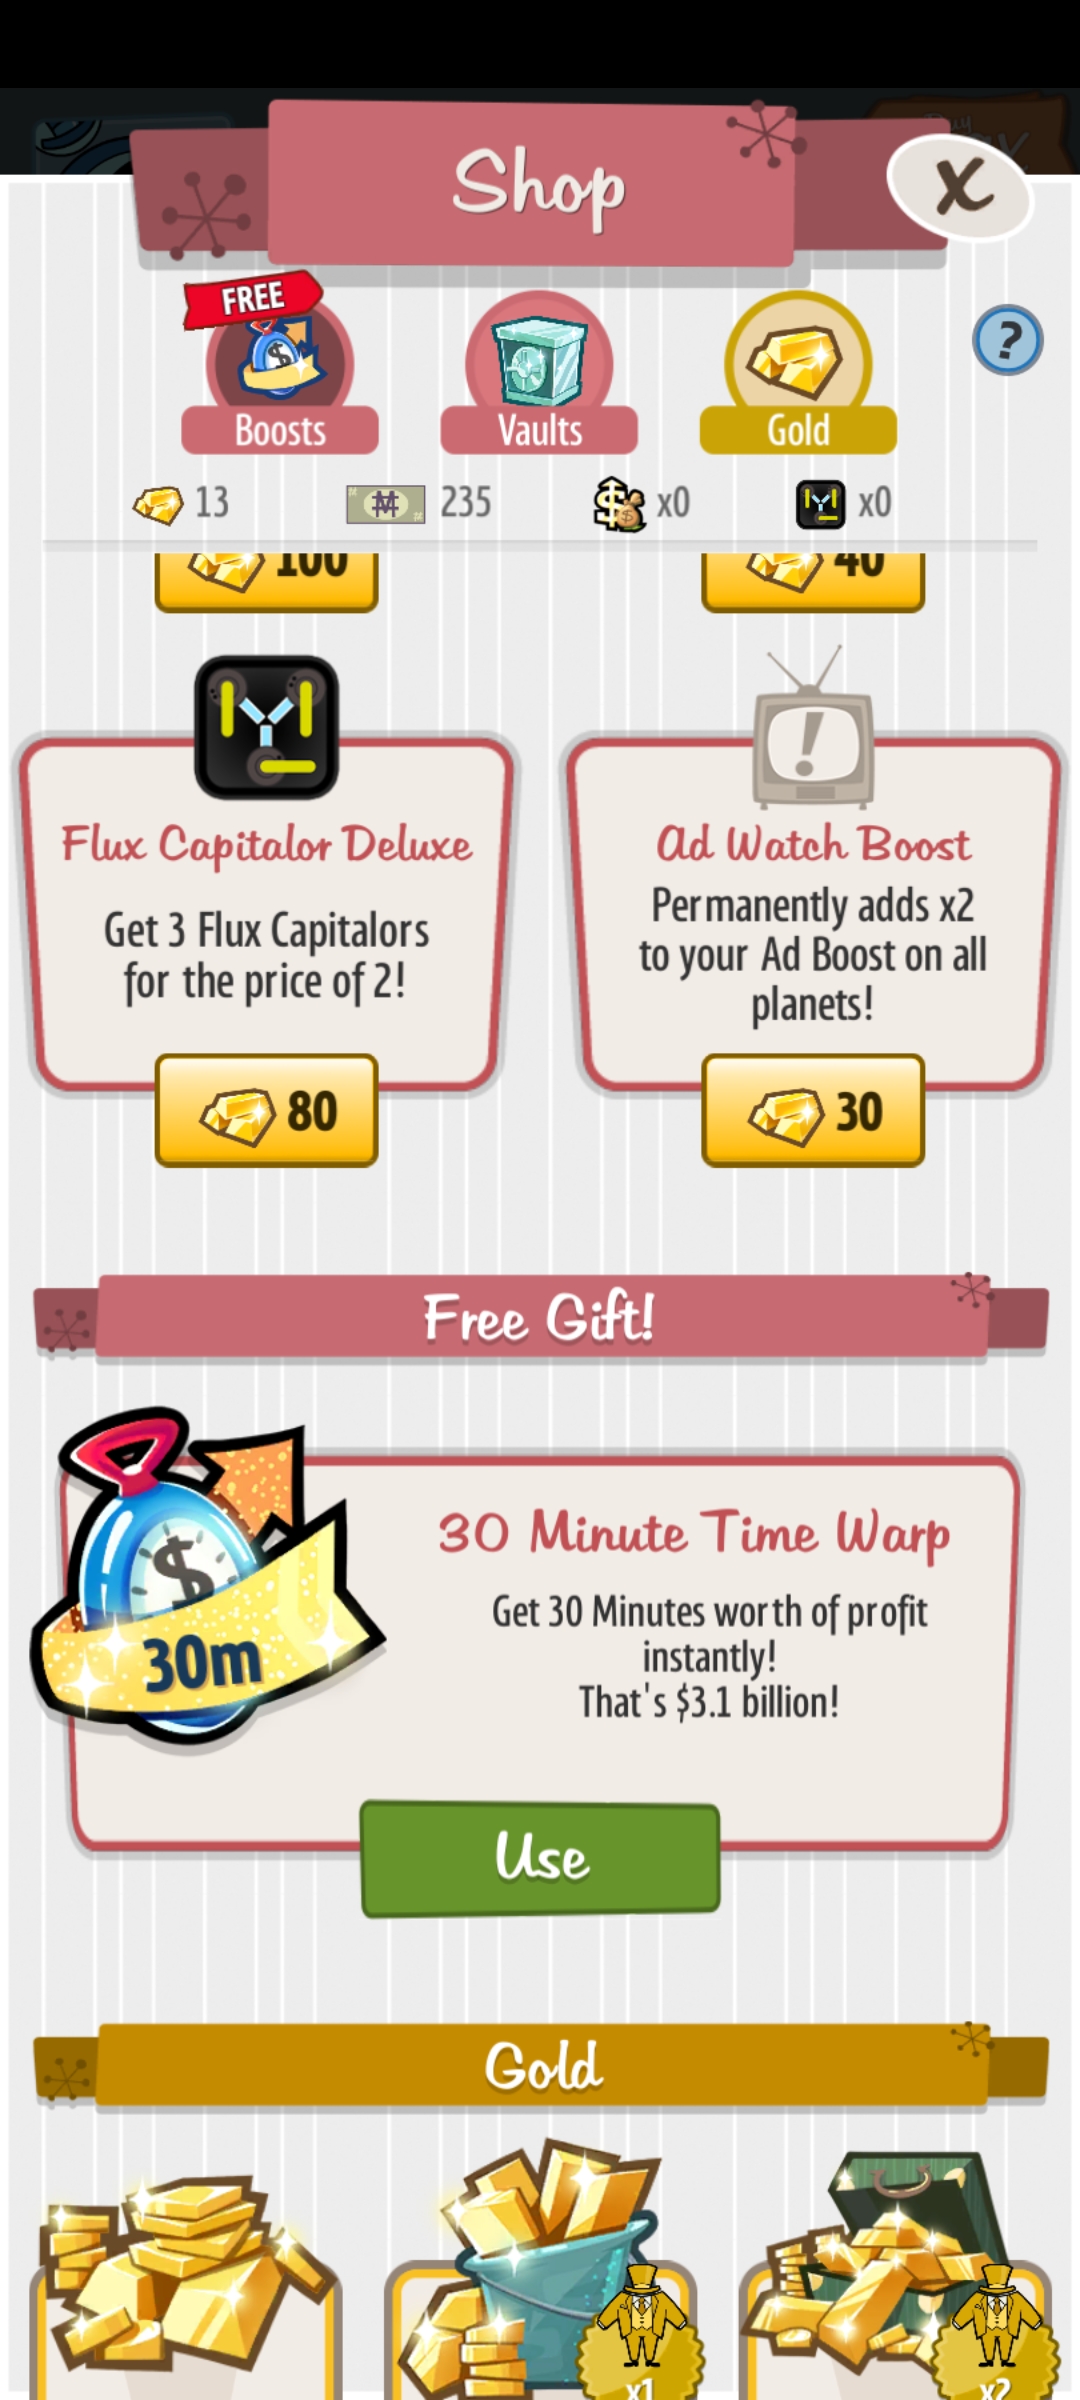 Shop
X
FREE
?
Boosts
Vaults
Gold
13
235
x0
x0
100
40
Flux Capitalor Deluxe
Get 3 Flux Capitalors
for the price of 2!
80
Ad Watch Boost
Permanently adds x2
to your Ad Boost on all
planets!
30
Free Gift!
30m
30 Minute Time Warp
Get 30 Minutes worth of profit
instantly!
That's $3.1 billion!
Use
Gold
x1
x2